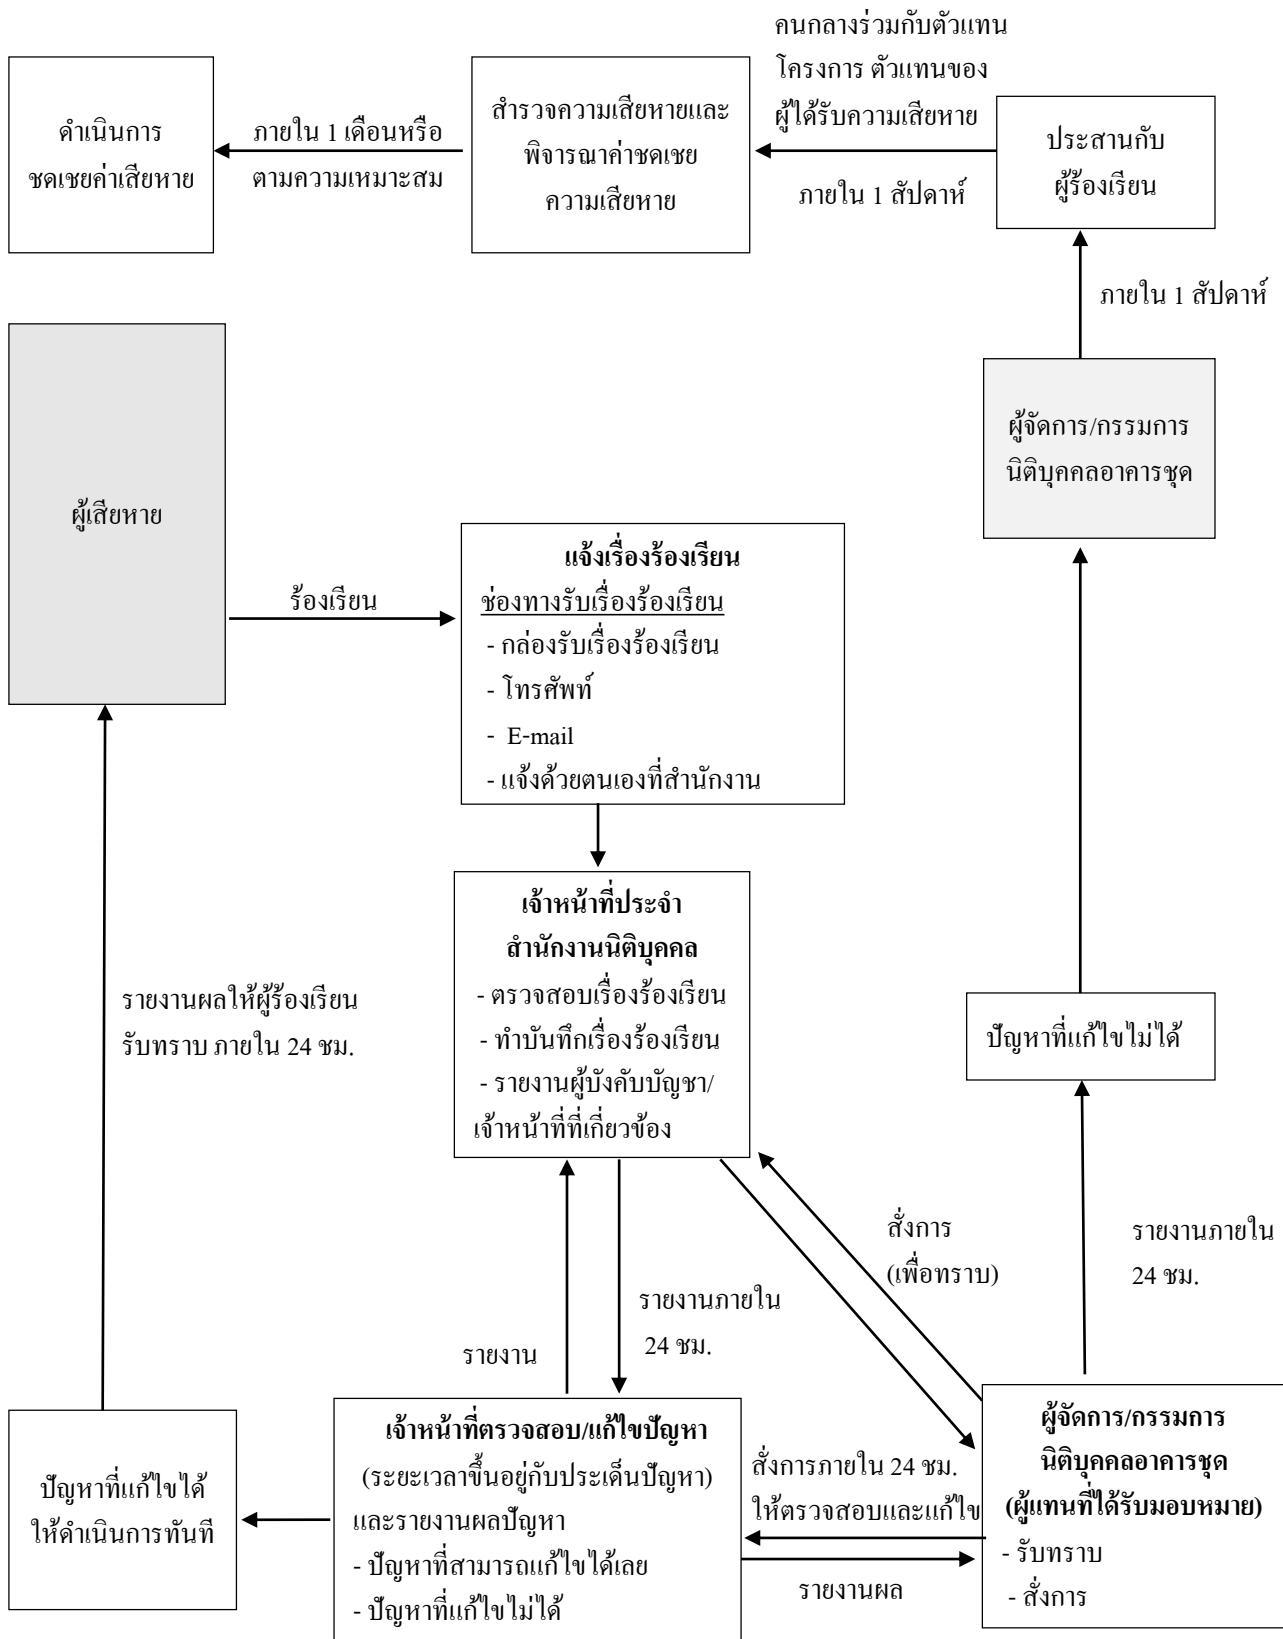 คนกลางร่วมกับตัวแทน
โครงการ ตัวแทนของ
ผู้ได้รับความเสียหาย
ดำเนินการ
ชดเชยค่าเสียหาย
ภายใน 1 เดือนหรือ
ตามความเหมาะสม
สำรวจความเสียหายและ
พิจารณาค่าชดเชย
ความเสียหาย
ภายใน 1 สัปดาห์
ประสานกับ
ผู้ร้องเรียน
ภายใน 1 สัปดาห์
ผู้จัดการ/กรรมการ
นิติบุคคลอาคารชุด
ผู้เสียหาย
ร้องเรียน
แจ้งเรื่องร้องเรียน
ช่องทางรับเรื่องร้องเรียน
- กล่องรับเรื่องร้องเรียน
- โทรศัพท์
- E-mail
- แจ้งด้วยตนเองที่สำนักงาน
เจ้าหน้าที่ประจำ
สำนักงานนิติบุคคล
- ตรวจสอบเรื่องร้องเรียน
- ทำบันทึกเรื่องร้องเรียน
- รายงานผู้บังคับบัญชา/
เจ้าหน้าที่ที่เกี่ยวข้อง
รายงานผลให้ผู้ร้องเรียน
รับทราบ ภายใน 24 ชม.
ปัญหาที่แก้ไขไม่ได้
สั่งการ
(เพื่อทราบ)
รายงานภายใน
24 ชม.
รายงานภายใน
24 ชม.
รายงาน
ปัญหาที่แก้ไขได้
ให้ดำเนินการทันที
เจ้าหน้าที่ตรวจสอบ/แก้ไขปัญหา
(ระยะเวลาขึ้นอยู่กับประเด็นปัญหา)
และรายงานผลปัญหา
- ปัญหาที่สามารถแก้ไขได้เลย
- ปัญหาที่แก้ไขไม่ได้
สั่งการภายใน 24 ชม.
ให้ตรวจสอบและแก้ไข
รายงานผล
ผู้จัดการ/กรรมการ
นิติบุคคลอาคารชุด
(ผู้แทนที่ได้รับมอบหมาย)
- รับทราบ
- สั่งการ